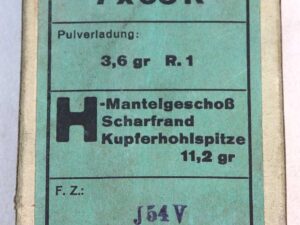 Pulverladung:
3,6 gr R.1
H-Mantelgeschoß
Scharfrand
Kupferhohlspitze
11,2 gr
F. Z.:
J54V